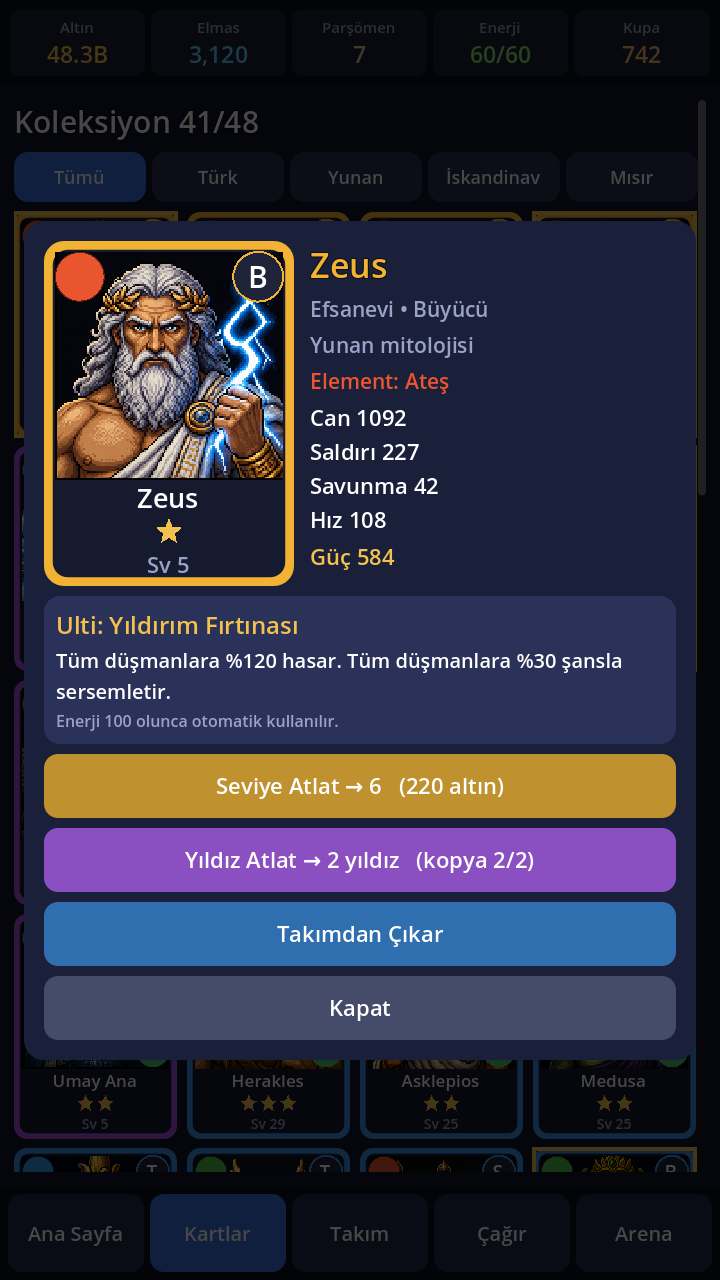 Altın
Elmas
Parşömen
Enerji
Kupa
48.3B
3,120
7
60/60
742
Koleksiyon 41/48
Tümü
Türk
Yunan
İskandinav
Mısır
B
Zeus
Sv 5
Zeus
Efsanevi • Büyücü
Yunan mitolojisi
Element: Ateş
Can 1092
Saldırı 227
Savunma 42
Hız 108
Güç 584
Ulti: Yıldırım Fırtınası
Tüm düşmanlara %120 hasar. Tüm düşmanlara %30 şansla
sersemletir.
Enerji 100 olunca otomatik kullanılır.
Seviye Atlat → 6 (220 altın)
Yıldız Atlat → 2 yıldız (kopya 2/2)
Takımdan Çıkar
Kapat
Umay Ana
Herakles
Asklepios
Medusa
Sv 5
Sv 29
Sv 25
Sv 25
T
T
S
B
Ana Sayfa
Kartlar
Takım
Çağır
Arena